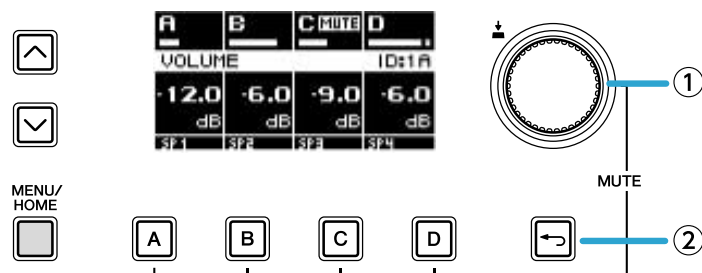 A B C MUTE D
VOLUME ID:1A
-12.0 -6.0 -9.0 -6.0
dB dB dB dB
SP1 SP2 SP3 SP4
1
MUTE
MENU/
HOME
A B C D
2